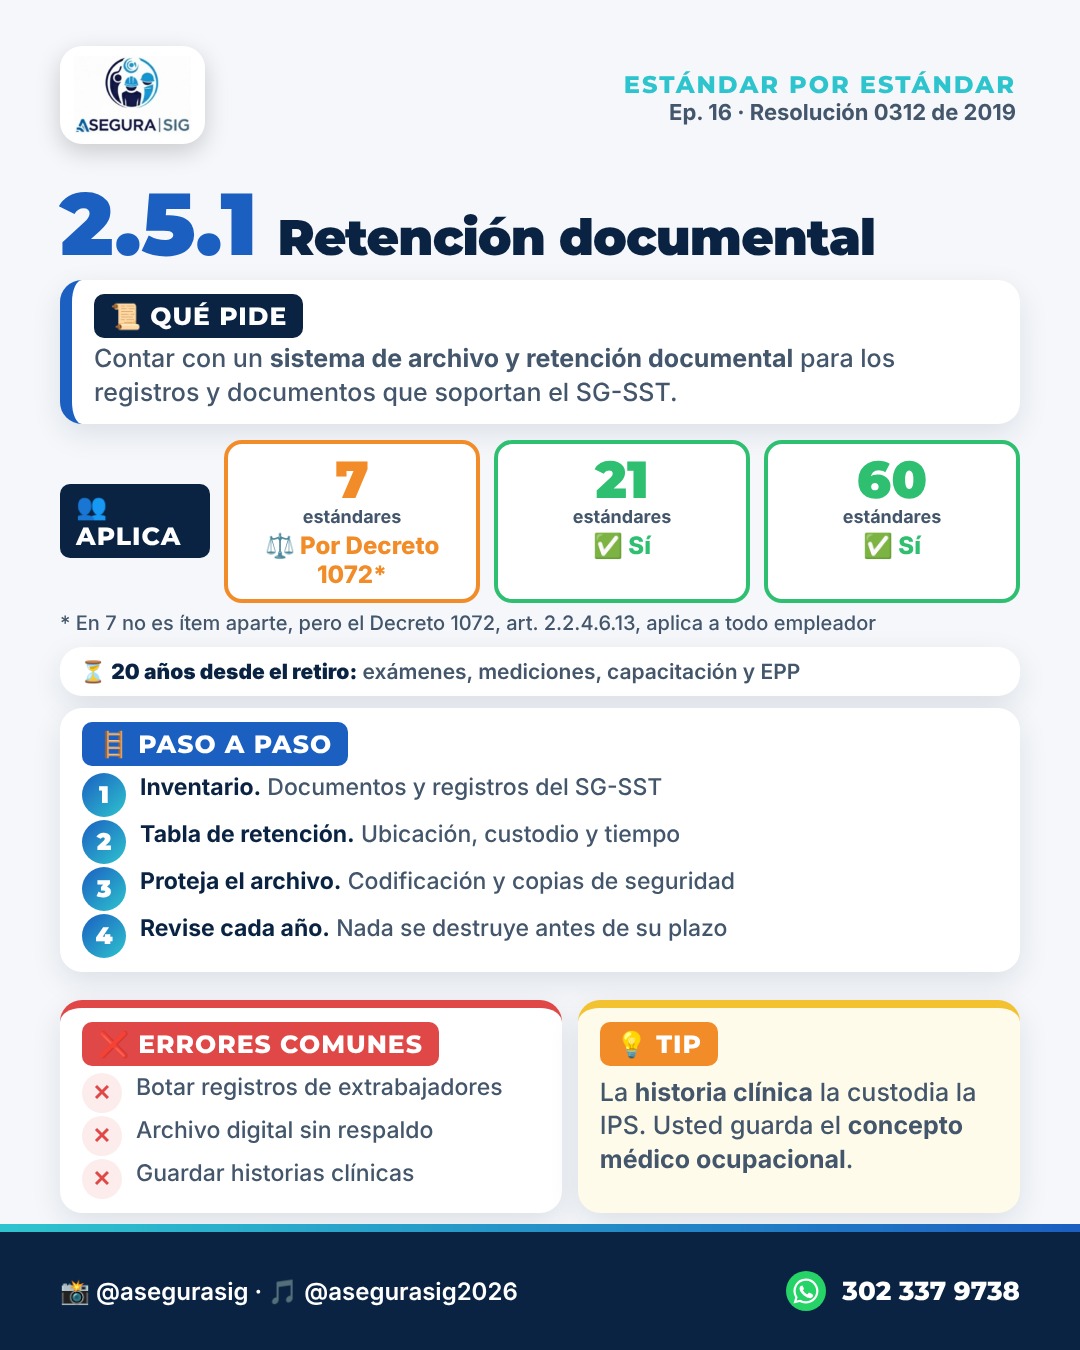 ASEGURA|SIG
ESTÁNDAR POR ESTÁNDAR
Ep. 16 · Resolución 0312 de 2019
2.5.1 Retención documental
📜 QUÉ PIDE
Contar con un sistema de archivo y retención documental para los
registros y documentos que soportan el SG-SST.
👥
APLICA
7
estándares
⚖️ Por Decreto
1072*
21
estándares
✅ Sí
60
estándares
✅ Sí
* En 7 no es ítem aparte, pero el Decreto 1072, art. 2.2.4.6.13, aplica a todo empleador
⏳ 20 años desde el retiro: exámenes, mediciones, capacitación y EPP
🪜 PASO A PASO
1 Inventario. Documentos y registros del SG-SST
2 Tabla de retención. Ubicación, custodio y tiempo
3 Proteja el archivo. Codificación y copias de seguridad
4 Revise cada año. Nada se destruye antes de su plazo
❌ ERRORES COMUNES
✕ Botar registros de extrabajadores
✕ Archivo digital sin respaldo
✕ Guardar historias clínicas
💡 TIP
La historia clínica la custodia la
IPS. Usted guarda el concepto
médico ocupacional.
📸 @asegurasig · 🎵 @asegurasig2026
302 337 9738